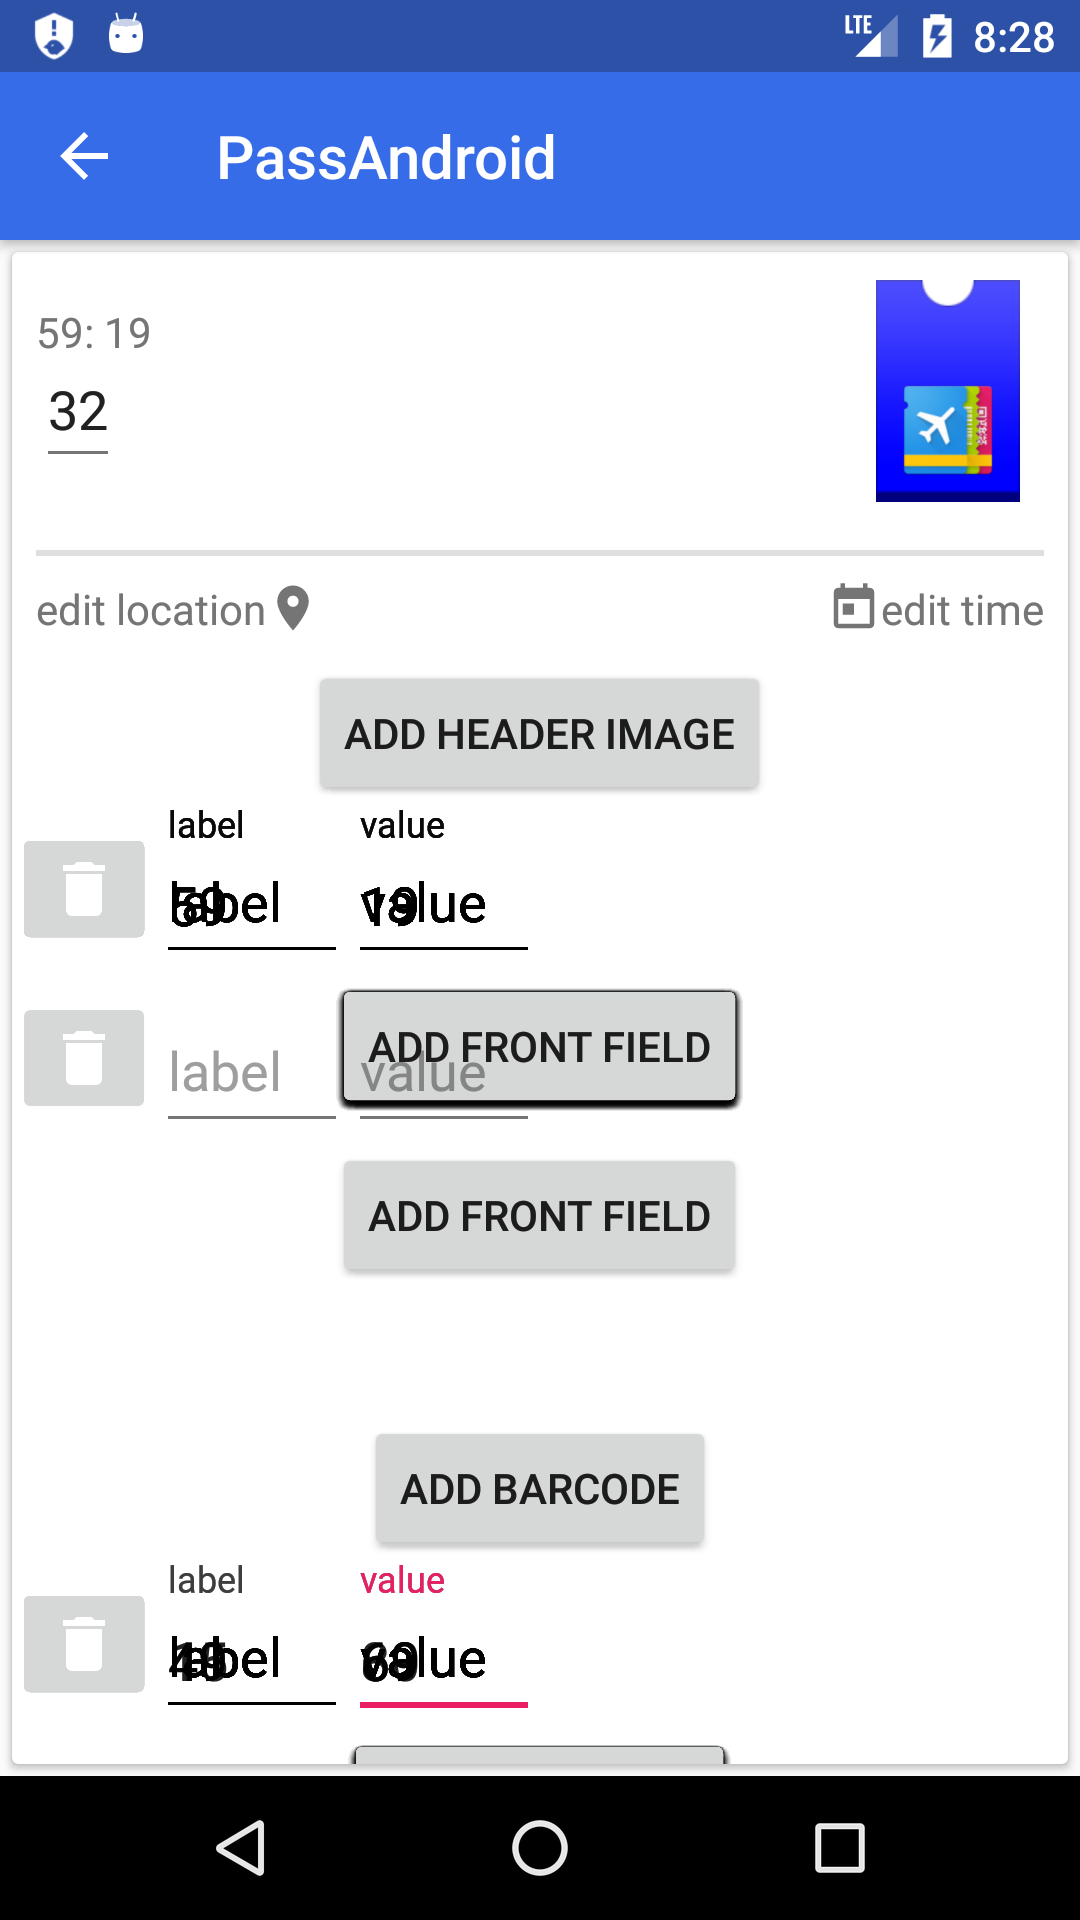 LTE 8:28
PassAndroid
59: 19
32
edit location edit time
ADD HEADER IMAGE
label value
label value
ADD FRONT FIELD
label value
ADD FRONT FIELD
ADD BARCODE
label value
label value